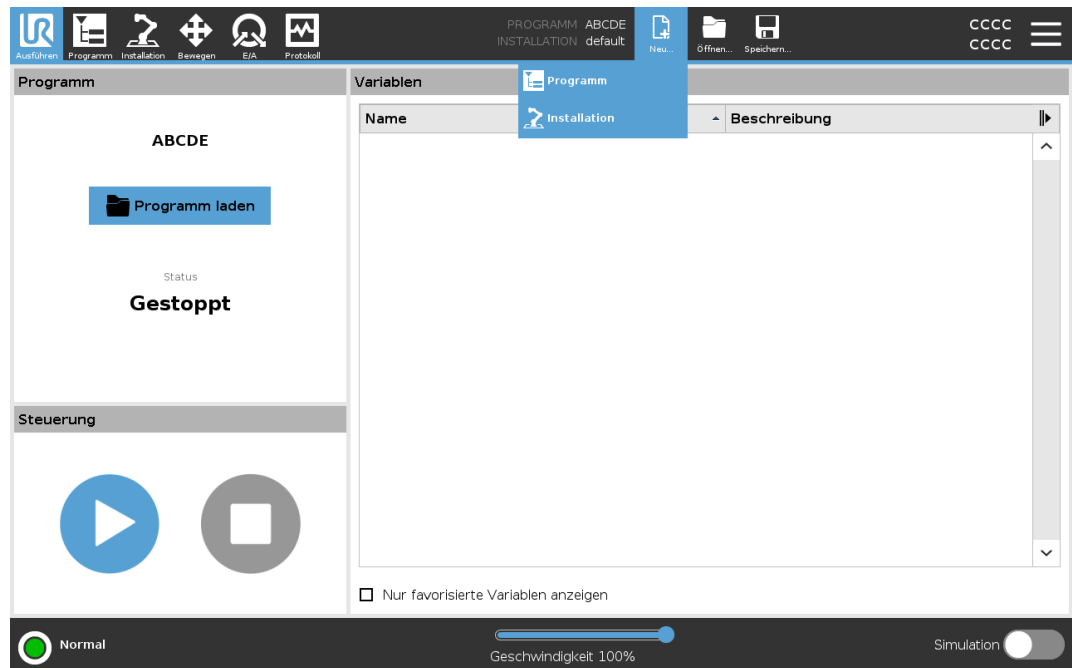 UR
Ausführen
Programm
Installation
Bewegen
E/A
Protokoll
PROGRAMM ABCDE
INSTALLATION default
Neu...
Öffnen...
Speichern...
CCCC
CCCC
Programm
Installation
Programm
ABCDE
Programm laden
Status
Gestoppt
Variablen
Name
Beschreibung
Nur favorisierte Variablen anzeigen
Steuerung
Normal
Geschwindigkeit 100%
Simulation